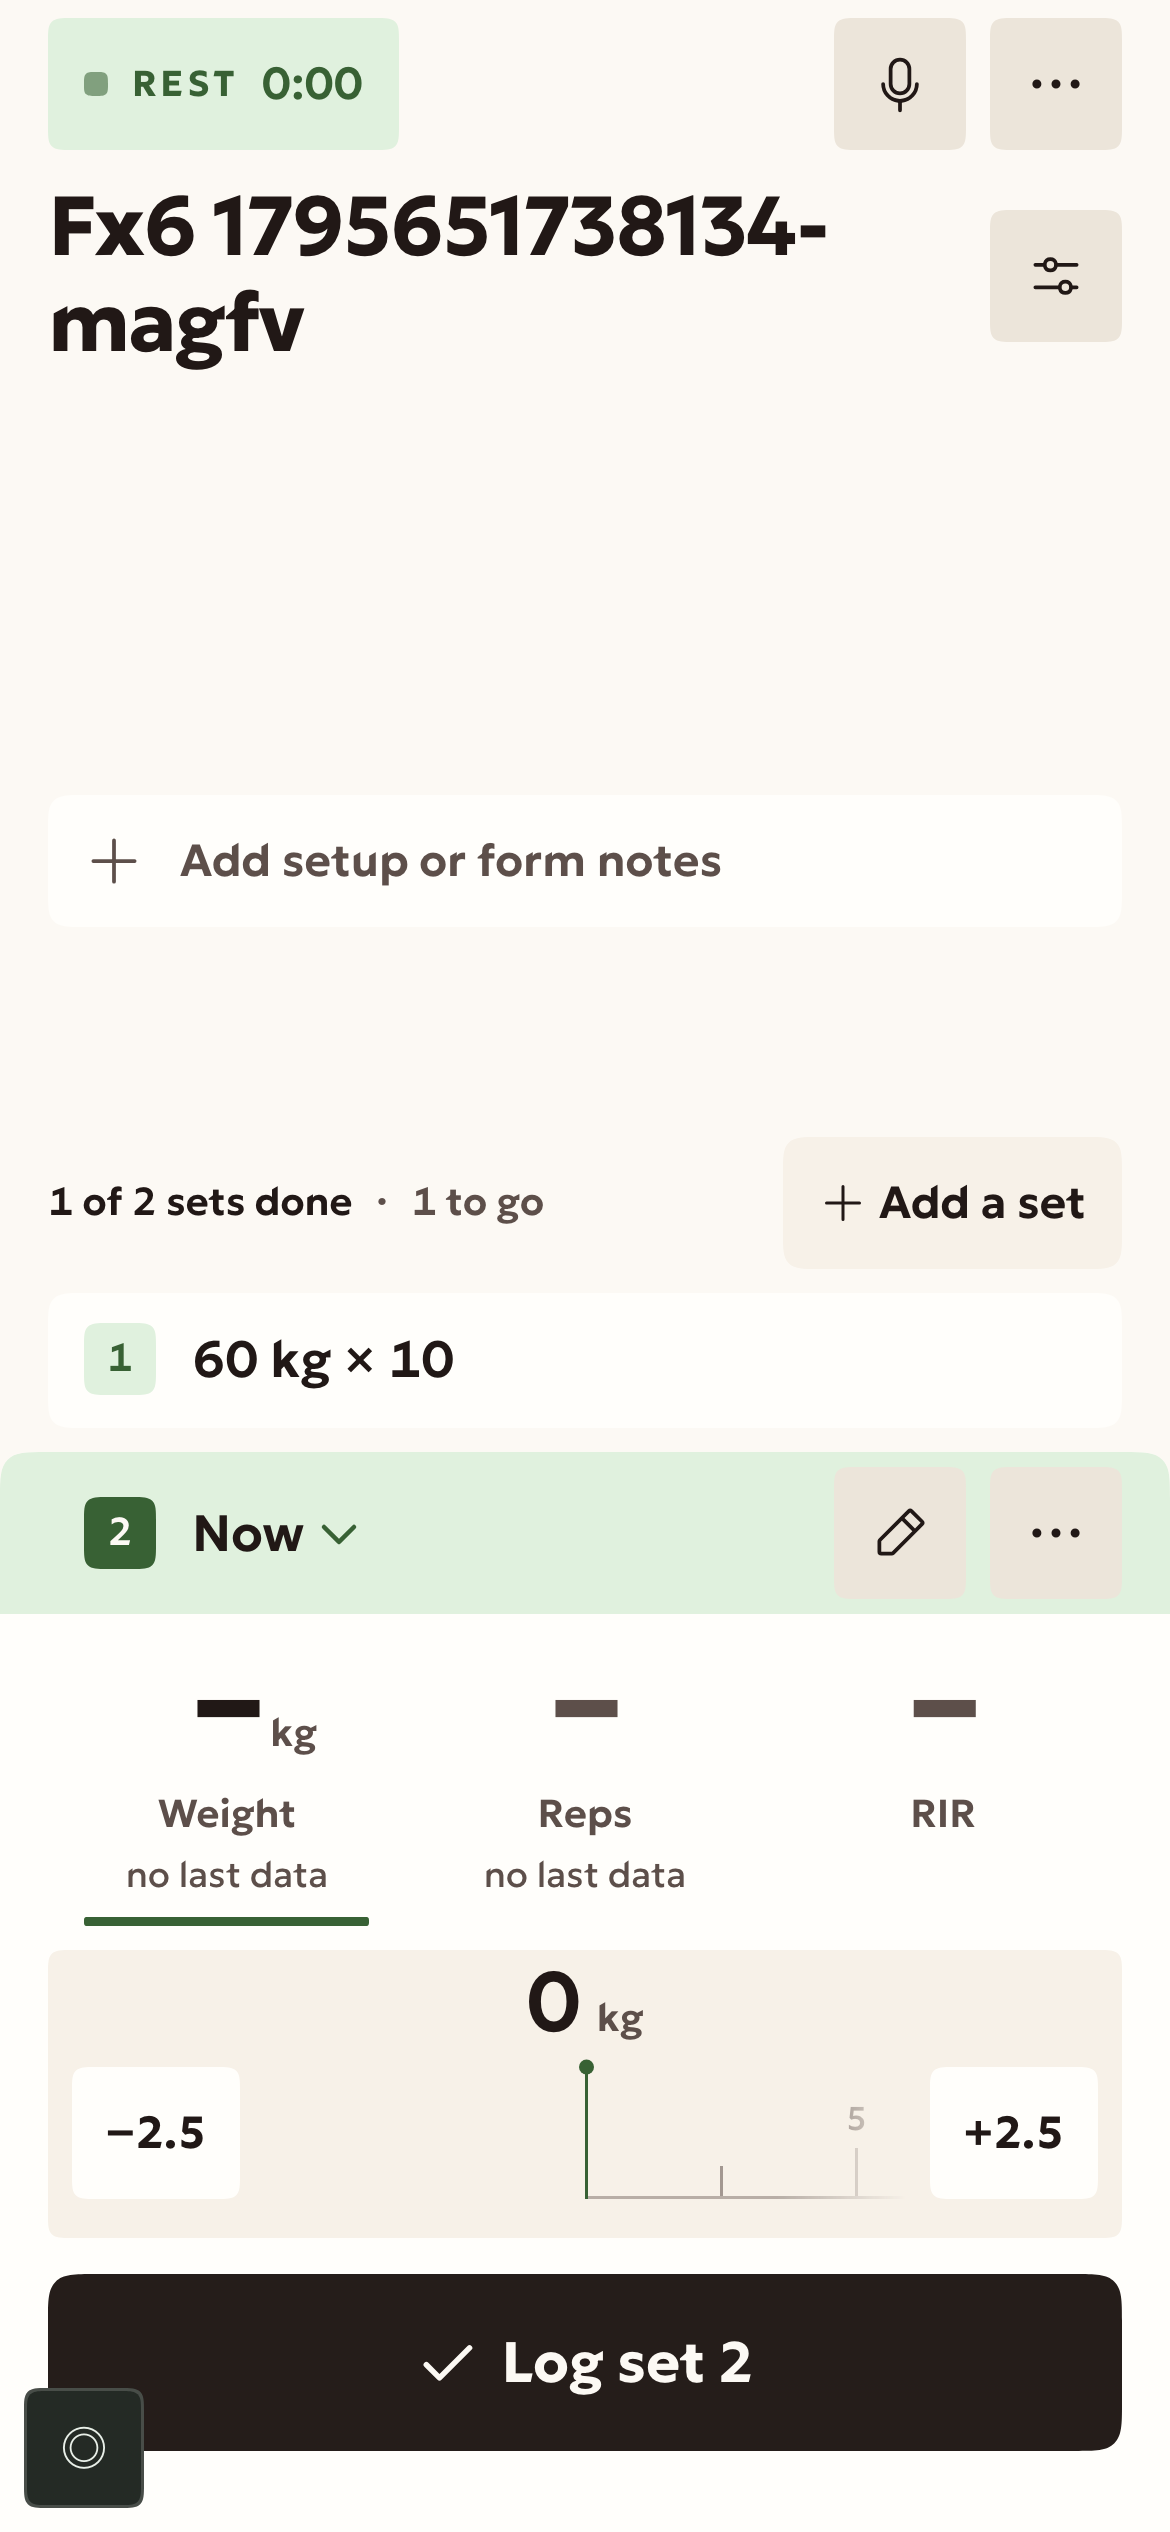 REST 0:00
Fx6 1795651738134-
magfv
Add setup or form notes
1 of 2 sets done · 1 to go
+ Add a set
1 60 kg × 10
2 Now
– kg
–
–
Weight
Reps
RIR
no last data
no last data
0 kg
−2.5
5
+2.5
Log set 2